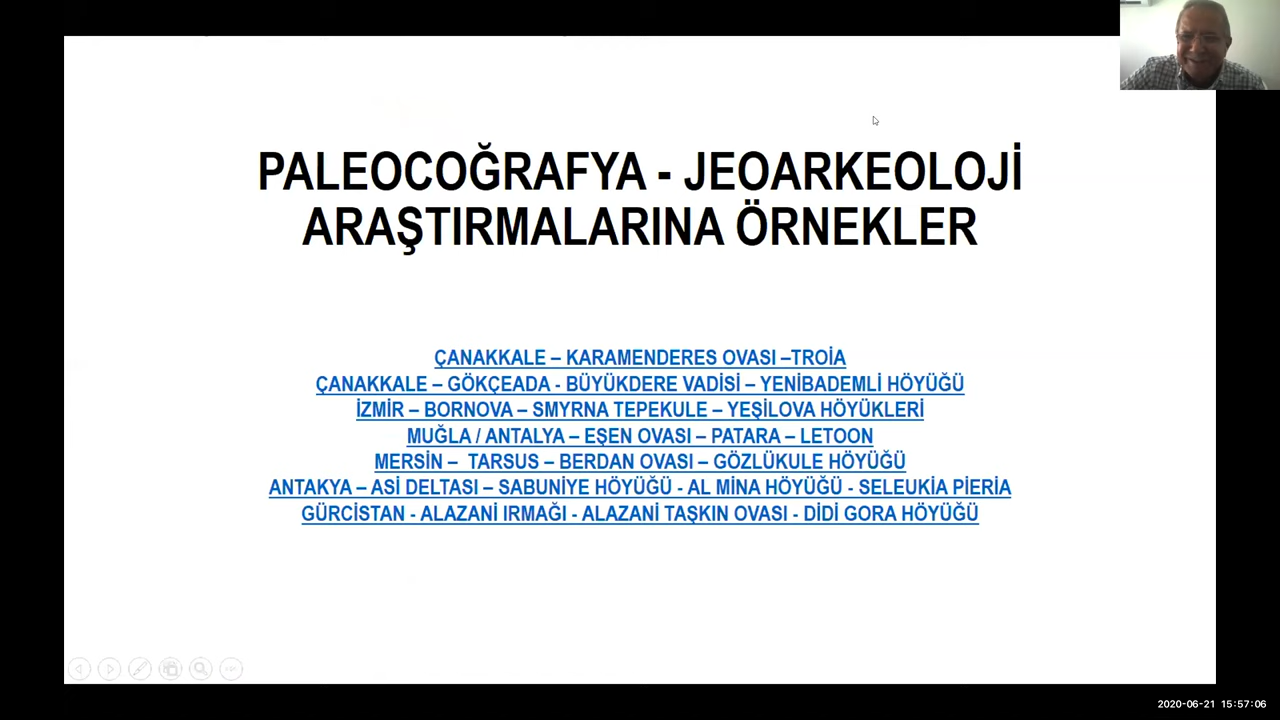 PALEOCOĞRAFYA - JEOARKEOLOJİ
ARAŞTIRMALARINA ÖRNEKLER
ÇANAKKALE – KARAMENDERES OVASI –TROİA
ÇANAKKALE – GÖKÇEADA - BÜYÜKDERE VADİSİ – YENİBADEMLİ HÖYÜĞÜ
İZMİR – BORNOVA – SMYRNA TEPEKULE – YEŞİLOVA HÖYÜKLERİ
MUĞLA / ANTALYA – EŞEN OVASI – PATARA – LETOON
MERSİN – TARSUS – BERDAN OVASI – GÖZLÜKULE HÖYÜĞÜ
ANTAKYA – ASİ DELTASI – SABUNİYE HÖYÜĞÜ - AL MİNA HÖYÜĞÜ - SELEUKİA PİERİA
GÜRCİSTAN - ALAZANİ IRMAĞI - ALAZANİ TAŞKIN OVASI - DİDİ GORA HÖYÜĞÜ
2020-06-21 15:57:06